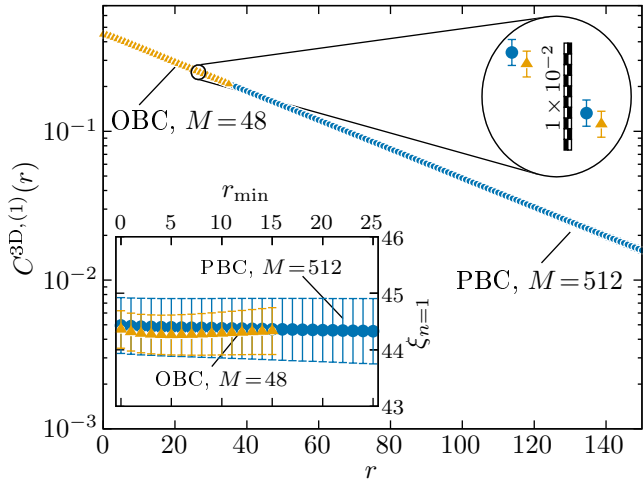 OBC, M=48
1×10⁻²
PBC, M=512
10⁻¹
10⁻²
10⁻³
C³ᴰ,⁽¹⁾(r)
0 20 40 60 80 100 120 140
r
r_min
0 5 10 15 20 25
46
45
44
43
ξₙ₌₁
PBC, M=512
OBC, M=48